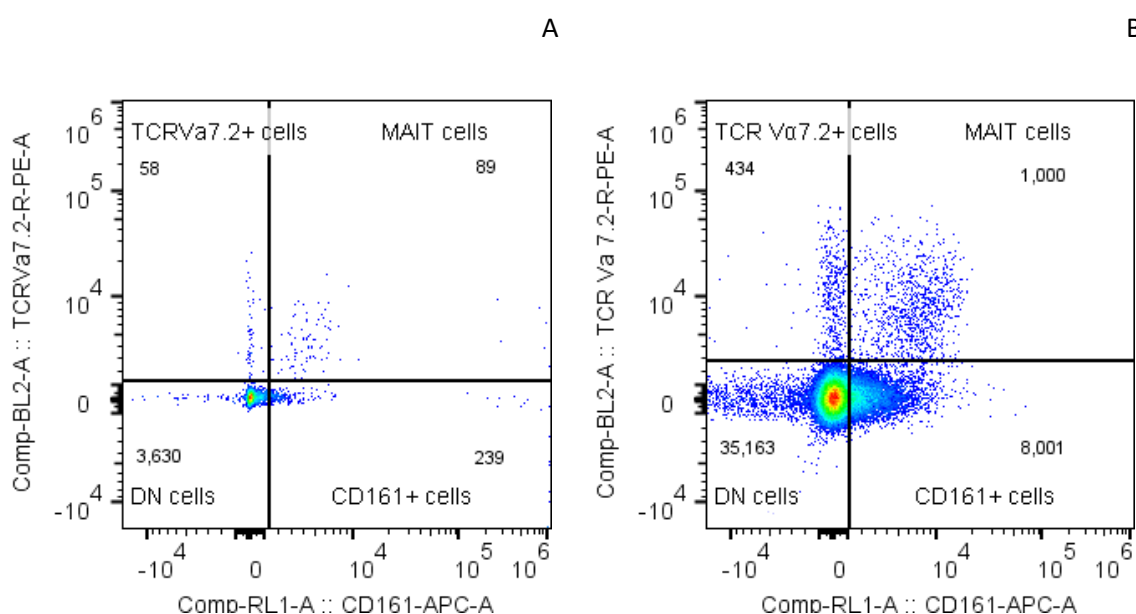 A
B
TCRVa7.2+ cells
MAIT cells
58
89
3,630
239
DN cells
CD161+ cells
10 6
10 5
10 4
0
-10 4
Comp-BL2-A :: TCRVa7.2-R-PE-A
-10 4
0
10 4
10 5
10 6
Comp-RL1-A :: CD161-APC-A
TCR Vα7.2+ cells
MAIT cells
434
1,000
35,163
8,001
DN cells
CD161+ cells
10 6
10 5
10 4
0
-10 4
Comp-BL2-A :: TCR Va 7.2-R-PE-A
-10 4
0
10 4
10 5
10
Comp-RL1-A :: CD161-APC-A